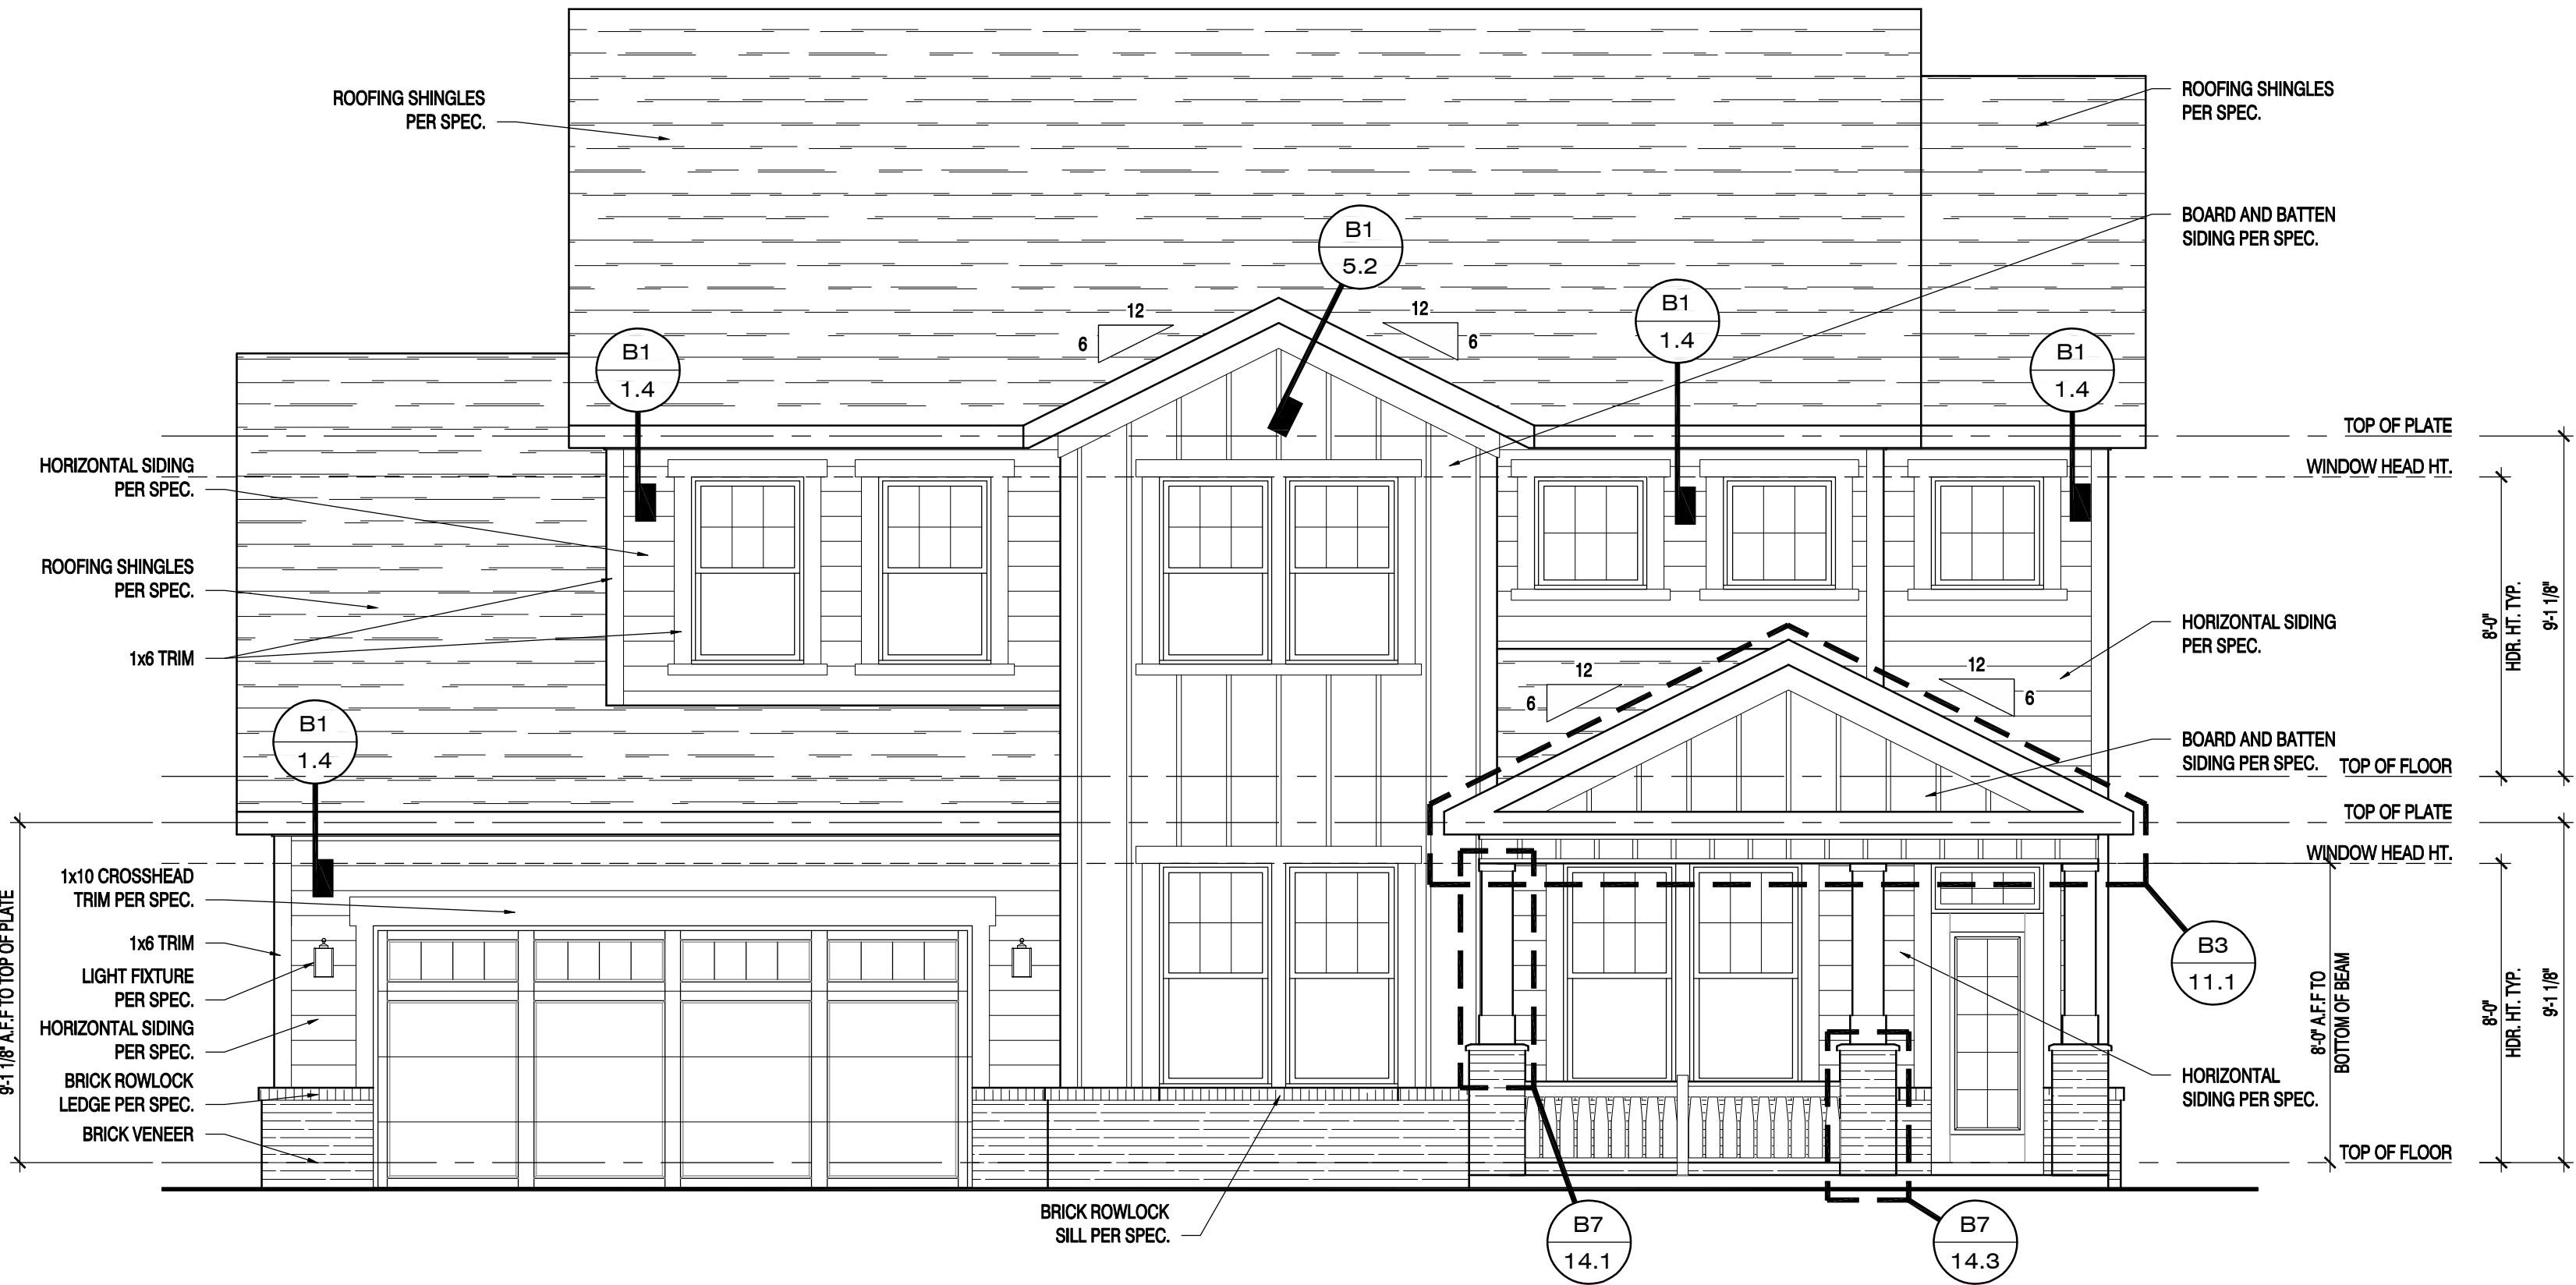 ROOFING SHINGLES
PER SPEC.
ROOFING SHINGLES
PER SPEC.
BOARD AND BATTEN
SIDING PER SPEC.
B1
5.2
B1
1.4
B1
1.4
B1
1.4
12
6
12
6
TOP OF PLATE
WINDOW HEAD HT.
HORIZONTAL SIDING
PER SPEC.
ROOFING SHINGLES
PER SPEC.
1x6 TRIM
8'-0"
HDR. HT. TYP.
9'-1 1/8"
HORIZONTAL SIDING
PER SPEC.
12
6
12
6
B1
1.4
BOARD AND BATTEN
SIDING PER SPEC.
TOP OF FLOOR
TOP OF PLATE
WINDOW HEAD HT.
9'-1 1/8" A.F.F TO TOP OF PLATE
1x10 CROSSHEAD
TRIM PER SPEC.
1x6 TRIM
LIGHT FIXTURE
PER SPEC.
HORIZONTAL SIDING
PER SPEC.
BRICK ROWLOCK
LEDGE PER SPEC.
BRICK VENEER
B3
11.1
8'-0" A.F.F TO
BOTTOM OF BEAM
8'-0"
HDR. HT. TYP.
9'-1 1/8"
HORIZONTAL
SIDING PER SPEC.
TOP OF FLOOR
BRICK ROWLOCK
SILL PER SPEC.
B7
14.1
B7
14.3